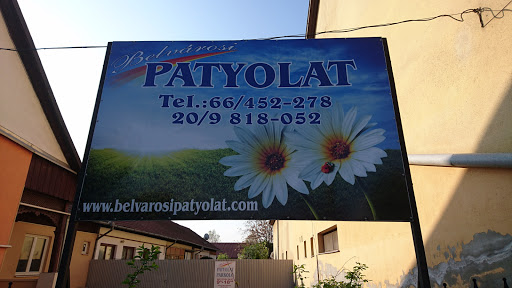 Belvárosi
PATYOLAT
Tel.:66/452-278
20/9 818-052
www.belvarosipatyolat.com